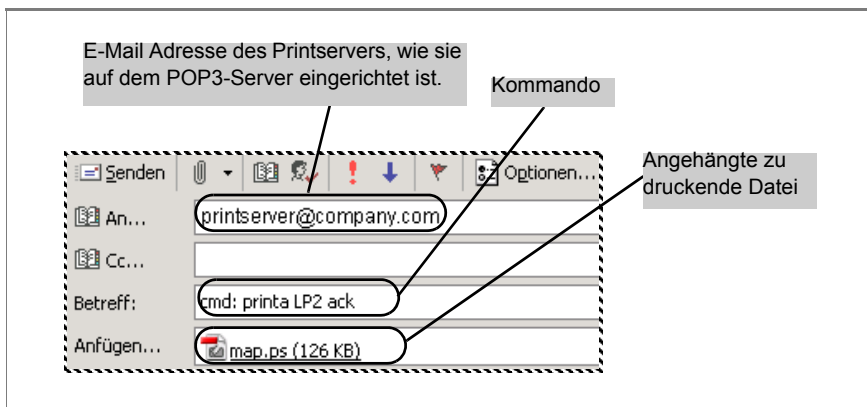 E-Mail Adresse des Printservers, wie sie
auf dem POP3-Server eingerichtet ist.
Kommando
Angehängte zu
druckende Datei
Senden
Optionen...
An...
printserver@company.com
Cc...
Betreff:
cmd: printa LP2 ack
Anfügen...
map.ps (126 KB)